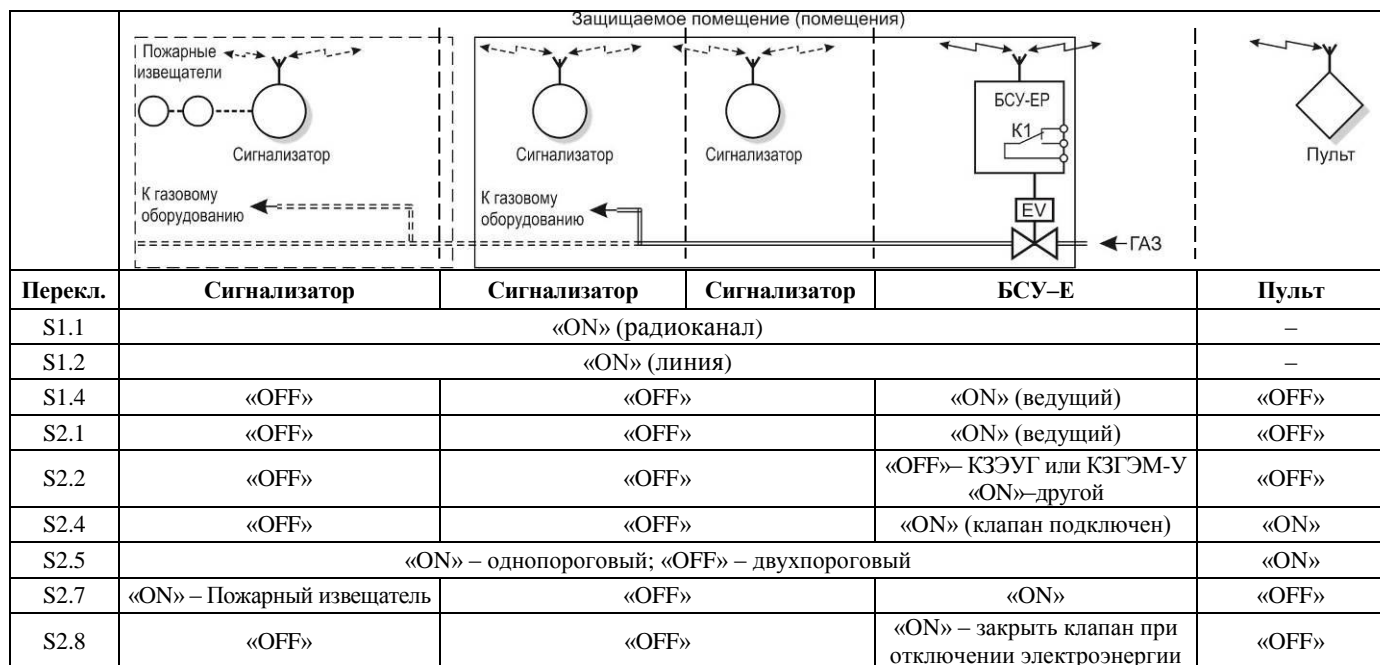 Защищаемое помещение (помещения)
Пожарные
извещатели
Сигнализатор
К газовому
оборудованию
Сигнализатор
Сигнализатор
К газовому
оборудованию
БСУ-ЕР
К1
EV
ГАЗ
Пульт
Перекл. Сигнализатор Сигнализатор Сигнализатор БСУ–Е Пульт
S1.1 «ON» (радиоканал) –
S1.2 «ON» (линия) –
S1.4 «OFF» «OFF» «ON» (ведущий) «OFF»
S2.1 «OFF» «OFF» «ON» (ведущий) «OFF»
S2.2 «OFF» «OFF» «OFF»– КЗЭУГ или КЗГЭМ-У
«ON»–другой «OFF»
S2.4 «OFF» «OFF» «ON» (клапан подключен) «ON»
S2.5 «ON» – однопороговый; «OFF» – двухпороговый «ON»
S2.7 «ON» – Пожарный извещатель «OFF» «ON» «OFF»
S2.8 «OFF» «OFF» «ON» – закрыть клапан при
отключении электроэнергии «OFF»